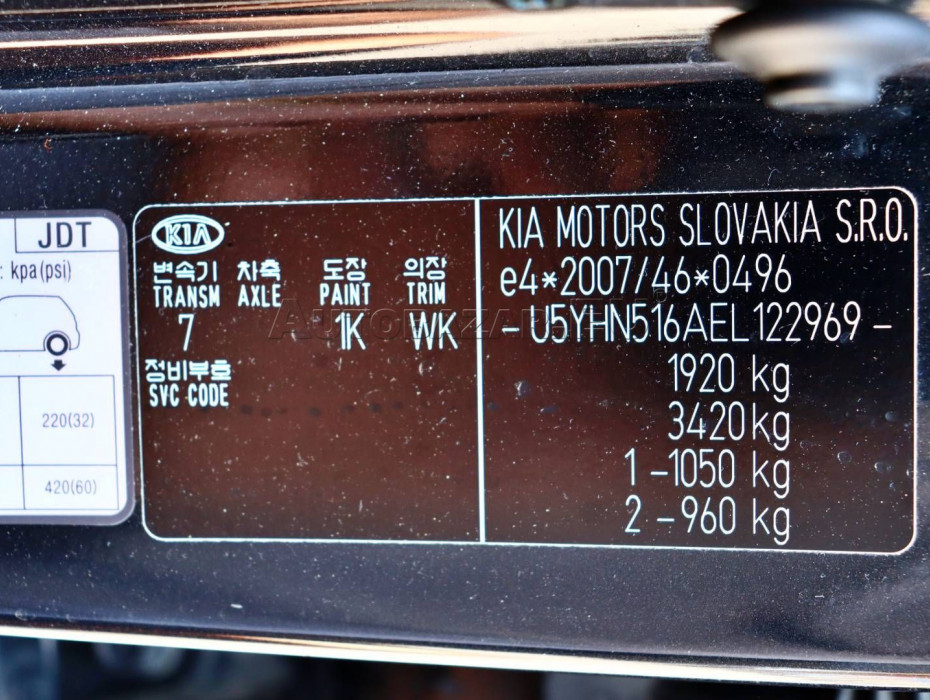 JDT
: kpa(psi)
220(32)
420(60)
KIA
변속기 차축 도장 의장
TRANSM AXLE PAINT TRIM
7 1K WK
정비부호
SVC CODE
KIA MOTORS SLOVAKIA S.R.O.
e4*2007/46*0496
- U5YHN516AEL122969 -
1920 kg
3420 kg
1 -1050 kg
2 -960 kg